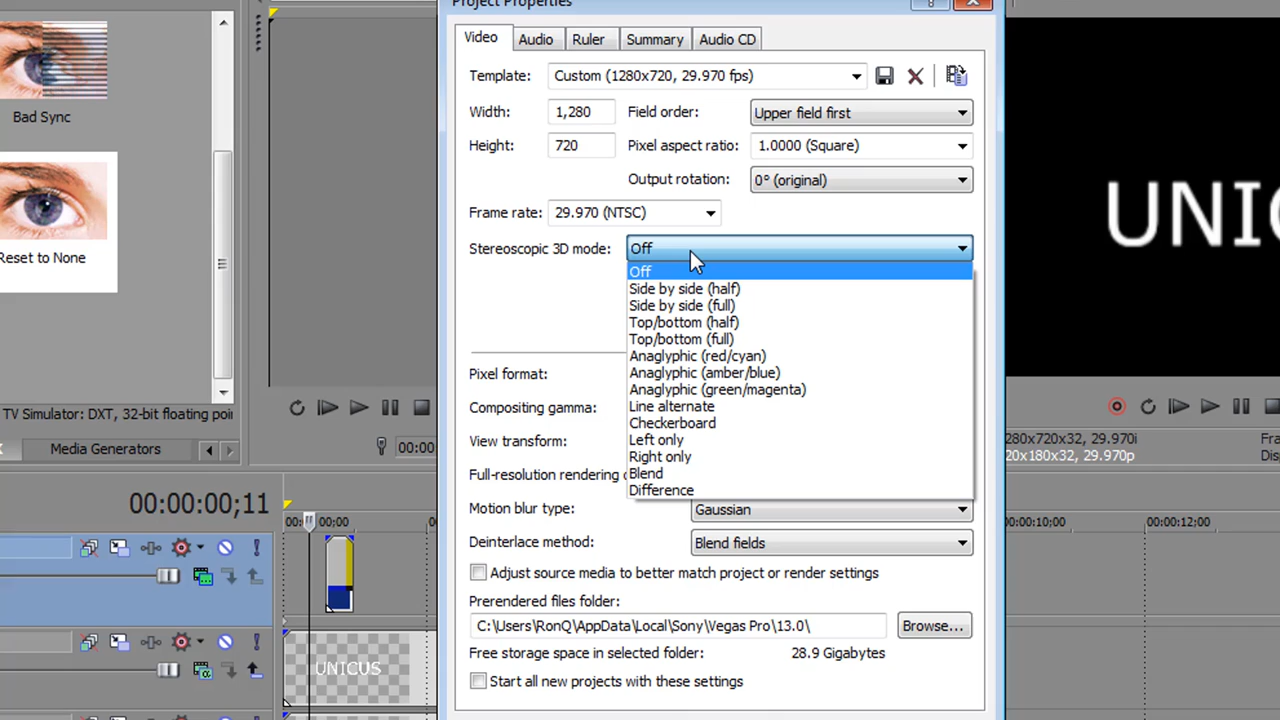 Project Properties
Video Audio Ruler Summary Audio CD
Template: Custom (1280x720, 29.970 fps)
Width: 1,280 Field order: Upper field first
Height: 720 Pixel aspect ratio: 1.0000 (Square)
Output rotation: 0° (original)
Frame rate: 29.970 (NTSC)
Stereoscopic 3D mode: Off
Off
Side by side (half)
Side by side (full)
Top/bottom (half)
Top/bottom (full)
Anaglyphic (red/cyan)
Anaglyphic (amber/blue)
Anaglyphic (green/magenta)
Line alternate
Checkerboard
Left only
Right only
Blend
Difference
Pixel format:
Compositing gamma:
View transform:
Full-resolution rendering
Motion blur type: Gaussian
Deinterlace method: Blend fields
Adjust source media to better match project or render settings
Prerendered files folder:
C:\Users\RonQ\AppData\Local\Sony\Vegas Pro\13.0\ Browse...
Free storage space in selected folder: 28.9 Gigabytes
Start all new projects with these settings
Bad Sync
Reset to None
TV Simulator: DXT, 32-bit floating poin
Media Generators
00:00
00:00:00;11
00: 00;00
UNICUS
UNIC
280x720x32, 29.970i Fra
20x180x32, 29.970p Dis
00:00:10;00 00:00:12;00